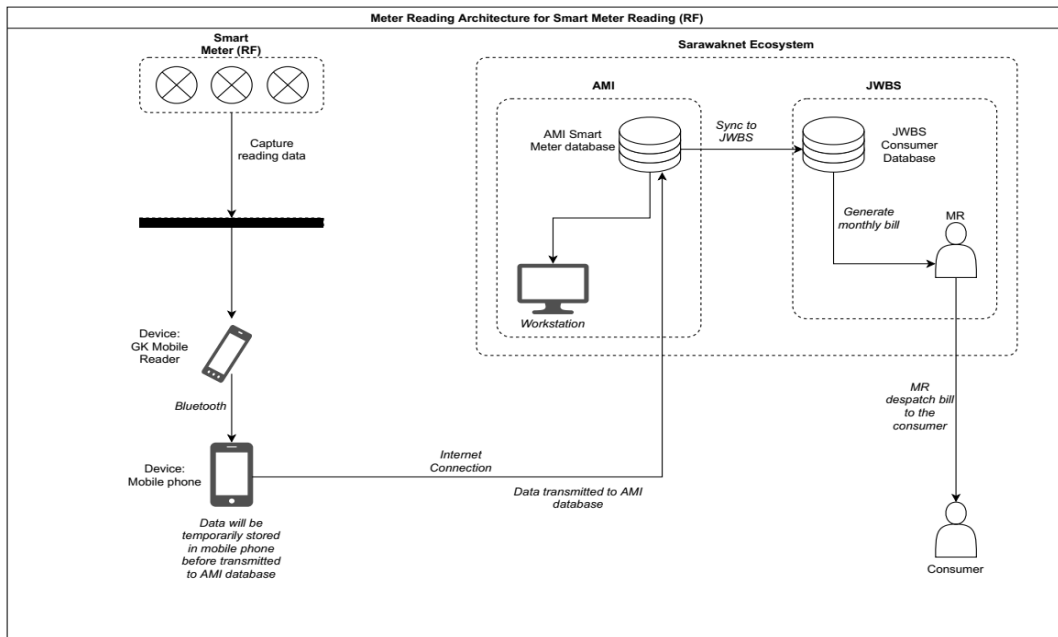 Meter Reading Architecture for Smart Meter Reading (RF)
Smart
Meter (RF)
Capture
reading data
Device:
GK Mobile
Reader
Bluetooth
Device:
Mobile phone
Data will be
temporarily stored
in mobile phone
before transmitted
to AMI database
Internet
Connection
Data transmitted to AMI
database
Sarawaknet Ecosystem
AMI
AMI Smart
Meter database
Workstation
Sync to
JWBS
JWBS
JWBS
Consumer
Database
Generate
monthly bill
MR
MR
despatch bill
to the
consumer
Consumer